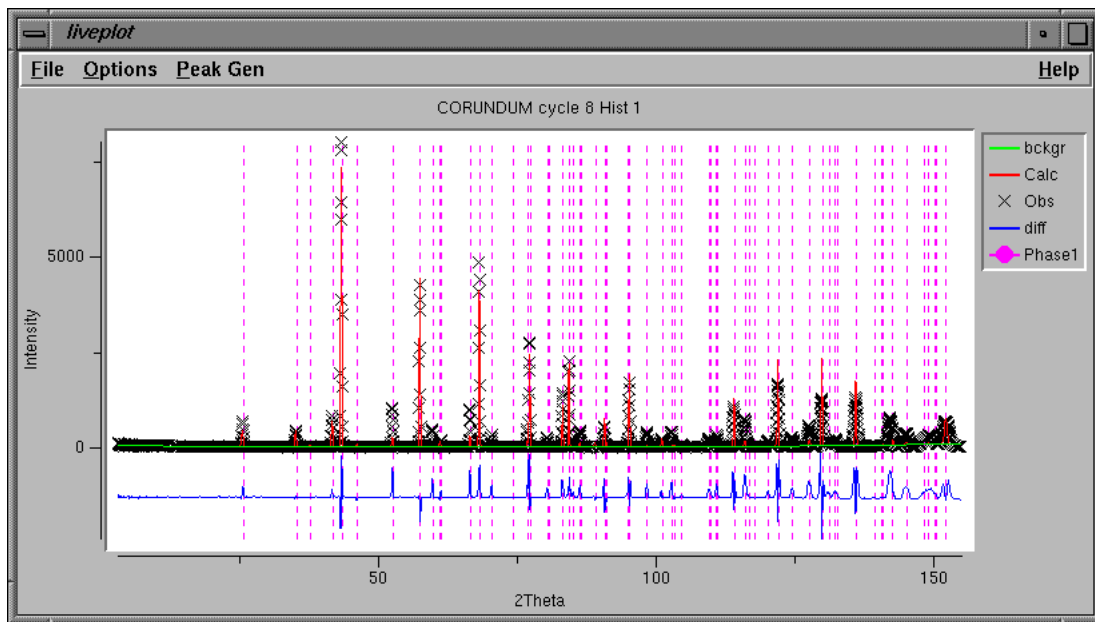 liveplot
File Options Peak Gen Help
CORUNDUM cycle 8 Hist 1
bckgr
Calc
Obs
diff
Phase1
5000
0
Intensity
50 100 150
2Theta